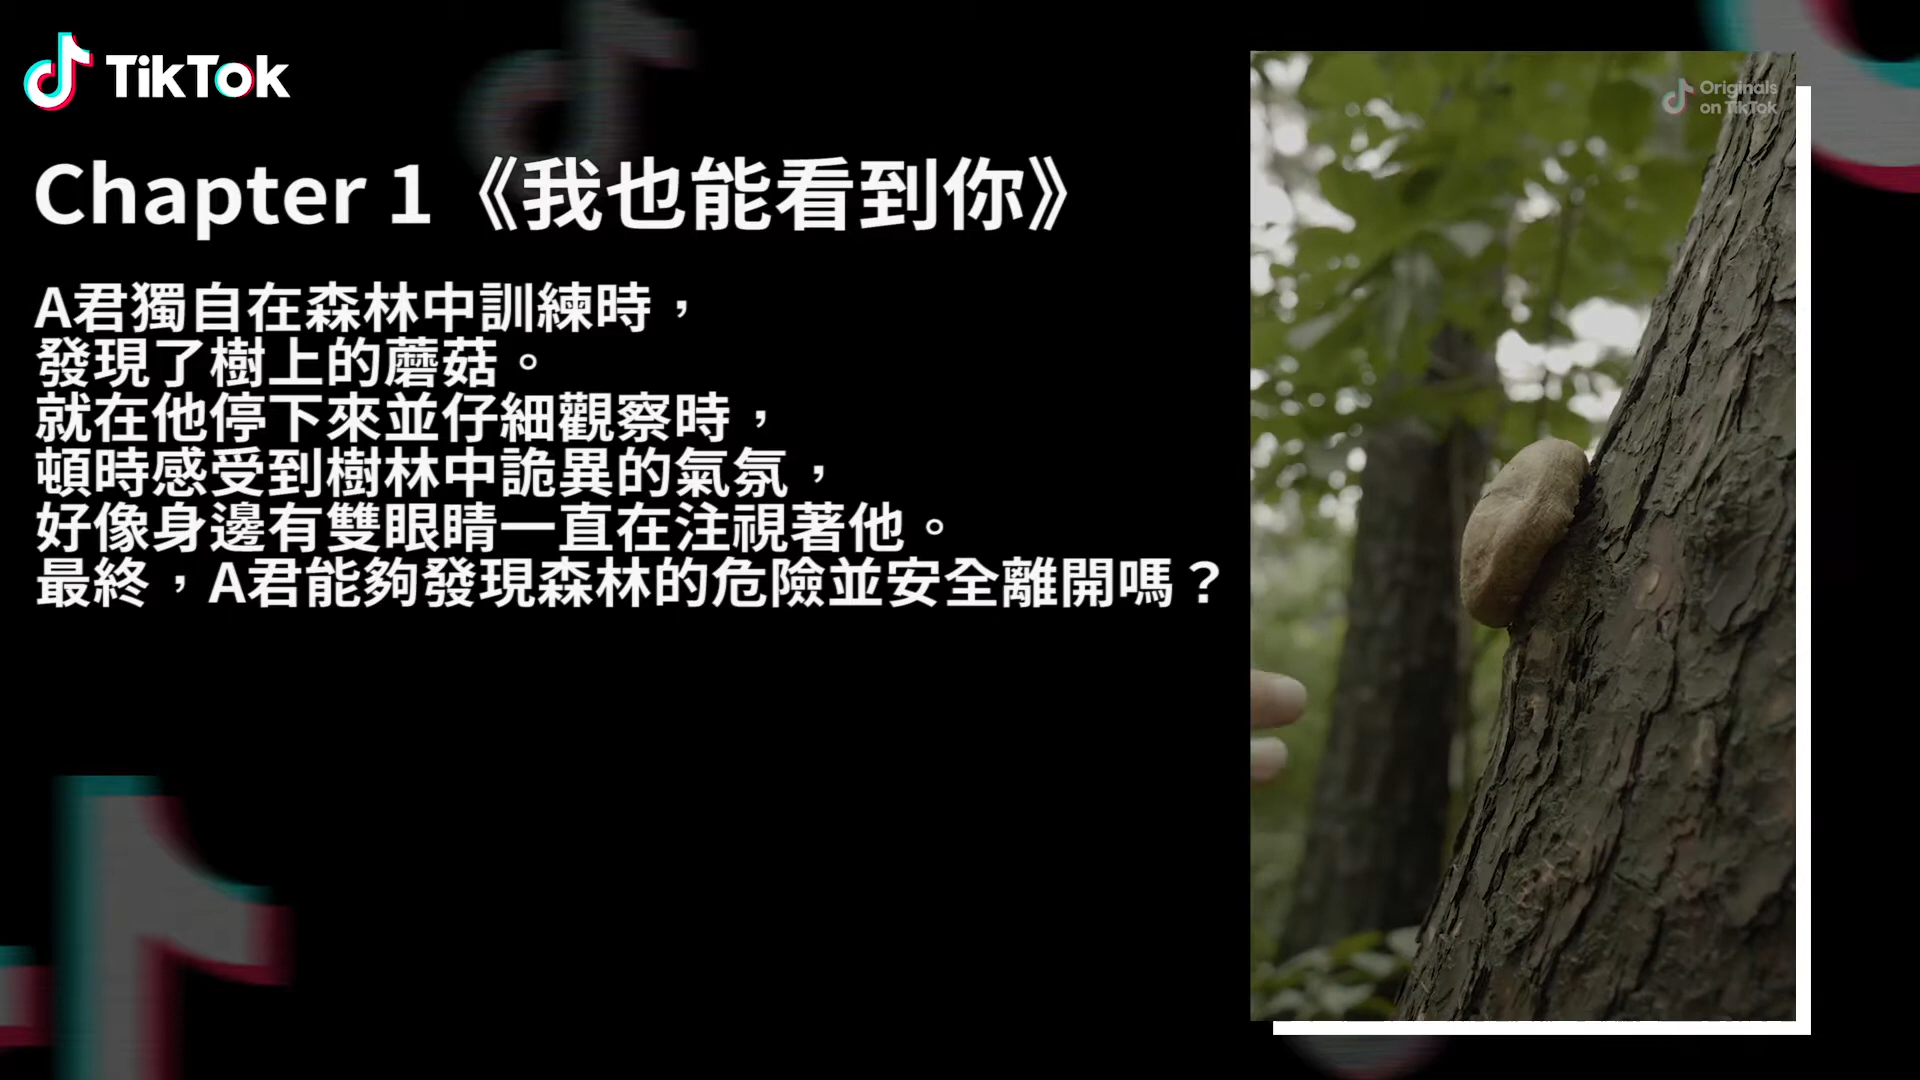 TikTok
Chapter 1《我也能看到你》
A君獨自在森林中訓練時，
發現了樹上的蘑菇。
就在他停下來並仔細觀察時，
頓時感受到樹林中詭異的氣氛，
好像身邊有雙眼睛一直在注視著他。
最終，A君能夠發現森林的危險並安全離開嗎？
Originals
on TikTok